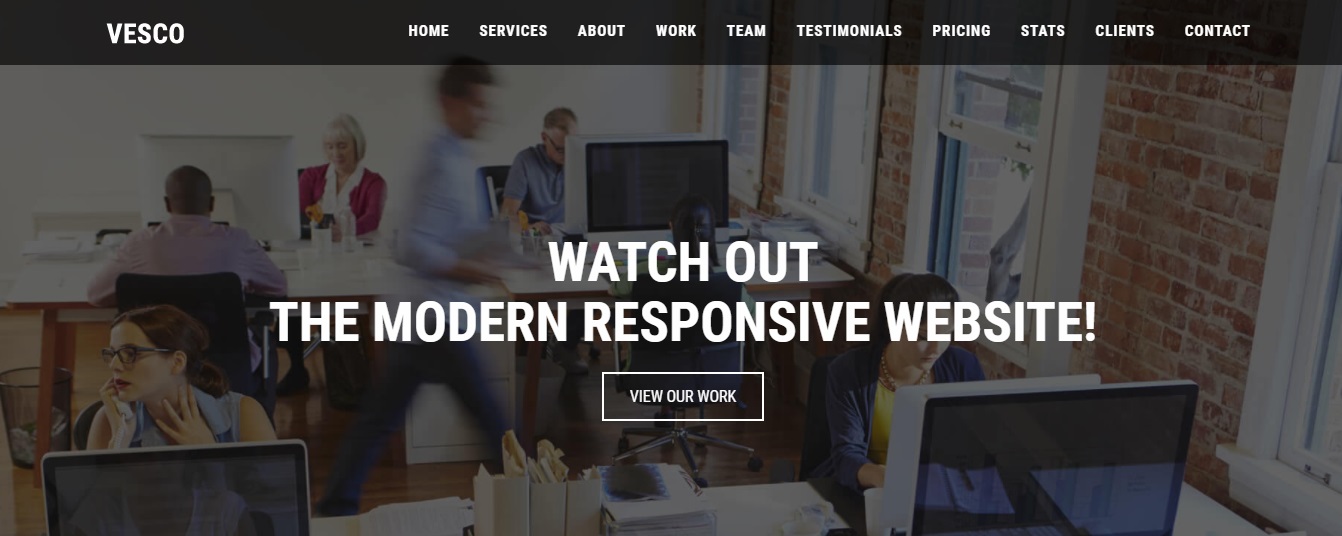 VESCO
HOME SERVICES ABOUT WORK TEAM TESTIMONIALS PRICING STATS CLIENTS CONTACT
WATCH OUT
THE MODERN RESPONSIVE WEBSITE!
VIEW OUR WORK